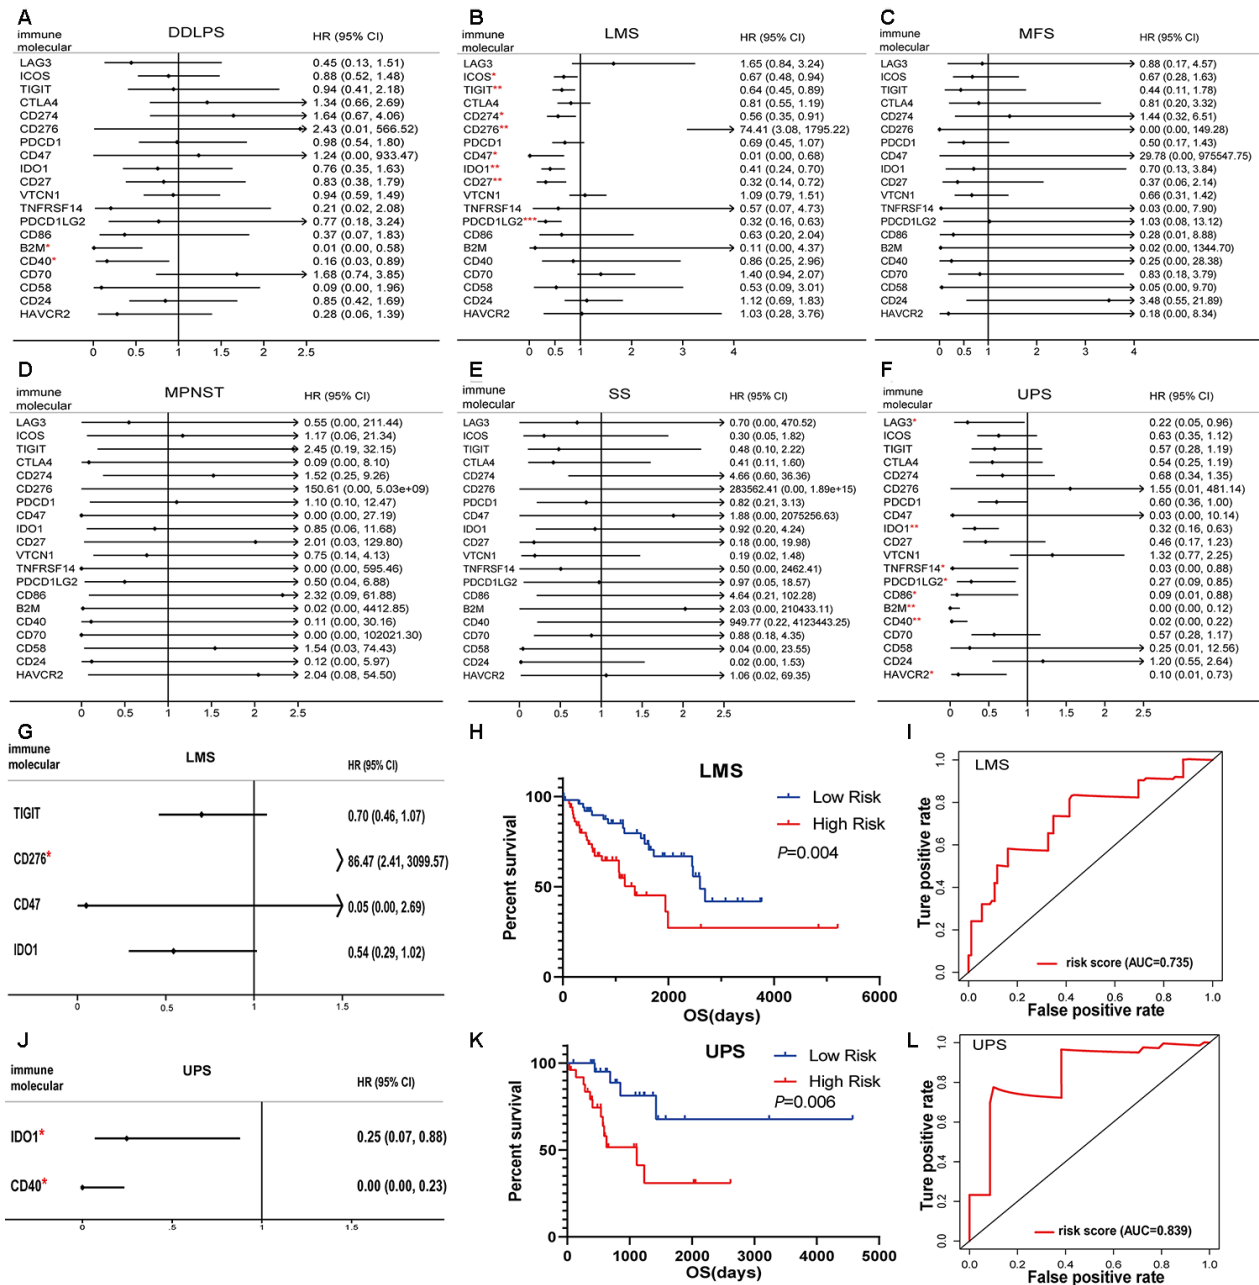 A
immune
molecular
DDLPS
HR (95% CI)
LAG3 0.45 (0.13, 1.51)
ICOS 0.88 (0.52, 1.48)
TIGIT 0.94 (0.41, 2.18)
CTLA4 1.34 (0.66, 2.69)
CD274 1.64 (0.67, 4.06)
CD276 2.43 (0.01, 566.52)
PDCD1 0.98 (0.54, 1.80)
CD47 1.24 (0.00, 933.47)
IDO1 0.76 (0.35, 1.63)
CD27 0.83 (0.38, 1.79)
VTCN1 0.94 (0.59, 1.49)
TNFRSF14 0.21 (0.02, 2.08)
PDCD1LG2 0.77 (0.18, 3.24)
CD86 0.37 (0.07, 1.83)
B2M* 0.01 (0.00, 0.58)
CD40* 0.16 (0.03, 0.89)
CD70 1.68 (0.74, 3.85)
CD58 0.09 (0.00, 1.96)
CD24 0.85 (0.42, 1.69)
HAVCR2 0.28 (0.06, 1.39)
0 0.5 1 1.5 2 2.5
B
immune
molecular
LMS
HR (95% CI)
LAG3 1.65 (0.84, 3.24)
ICOS* 0.67 (0.48, 0.94)
TIGIT** 0.64 (0.45, 0.89)
CTLA4 0.81 (0.55, 1.19)
CD274* 0.56 (0.35, 0.91)
CD276** 74.41 (3.08, 1795.22)
PDCD1 0.69 (0.45, 1.07)
CD47* 0.01 (0.00, 0.68)
IDO1** 0.41 (0.24, 0.70)
CD27** 0.32 (0.14, 0.72)
VTCN1 1.09 (0.79, 1.51)
TNFRSF14 0.57 (0.07, 4.73)
PDCD1LG2*** 0.32 (0.16, 0.63)
CD86 0.63 (0.20, 2.04)
B2M 0.11 (0.00, 4.37)
CD40 0.86 (0.25, 2.96)
CD70 1.40 (0.94, 2.07)
CD58 0.53 (0.09, 3.01)
CD24 1.12 (0.69, 1.83)
HAVCR2 1.03 (0.28, 3.76)
0 0.5 1 2 3 4
C
immune
molecular
MFS
HR (95% CI)
LAG3 0.88 (0.17, 4.57)
ICOS 0.67 (0.28, 1.63)
TIGIT 0.44 (0.11, 1.78)
CTLA4 0.81 (0.20, 3.32)
CD274 1.44 (0.32, 6.51)
CD276 0.00 (0.00, 149.28)
PDCD1 0.50 (0.17, 1.43)
CD47 29.78 (0.00, 975547.75)
IDO1 0.70 (0.13, 3.84)
CD27 0.37 (0.06, 2.14)
VTCN1 0.66 (0.31, 1.42)
TNFRSF14 0.03 (0.00, 7.90)
PDCD1LG2 1.03 (0.08, 13.12)
CD86 0.28 (0.01, 8.88)
B2M 0.02 (0.00, 1344.70)
CD40 0.25 (0.00, 28.38)
CD70 0.83 (0.18, 3.79)
CD58 0.05 (0.00, 9.70)
CD24 3.48 (0.55, 21.89)
HAVCR2 0.18 (0.00, 8.34)
0 0.5 1 2 3 4
D
immune
molecular
MPNST
HR (95% CI)
LAG3 0.55 (0.00, 211.44)
ICOS 1.17 (0.06, 21.34)
TIGIT 2.45 (0.19, 32.15)
CTLA4 0.09 (0.00, 8.10)
CD274 1.52 (0.25, 9.26)
CD276 150.61 (0.00, 5.03e+09)
PDCD1 1.10 (0.10, 12.47)
CD47 0.00 (0.00, 27.19)
IDO1 0.85 (0.06, 11.68)
CD27 2.01 (0.03, 129.80)
VTCN1 0.75 (0.14, 4.13)
TNFRSF14 0.00 (0.00, 595.46)
PDCD1LG2 0.50 (0.04, 6.88)
CD86 2.32 (0.09, 61.88)
B2M 0.02 (0.00, 4412.85)
CD40 0.11 (0.00, 30.16)
CD70 0.00 (0.00, 102021.30)
CD58 1.54 (0.03, 74.43)
CD24 0.12 (0.00, 5.97)
HAVCR2 2.04 (0.08, 54.50)
0 0.5 1 1.5 2 2.5
E
immune
molecular
SS
HR (95% CI)
LAG3 0.70 (0.00, 470.52)
ICOS 0.30 (0.05, 1.82)
TIGIT 0.48 (0.10, 2.22)
CTLA4 0.41 (0.11, 1.60)
CD274 4.66 (0.60, 36.36)
CD276 283562.41 (0.00, 1.89e+15)
PDCD1 0.82 (0.21, 3.13)
CD47 1.88 (0.00, 2075256.63)
IDO1 0.92 (0.20, 4.24)
CD27 0.18 (0.00, 19.98)
VTCN1 0.19 (0.02, 1.48)
TNFRSF14 0.50 (0.00, 2462.41)
PDCD1LG2 0.97 (0.05, 18.57)
CD86 4.64 (0.21, 102.28)
B2M 2.03 (0.00, 210433.11)
CD40 949.77 (0.22, 4123443.25)
CD70 0.88 (0.18, 4.35)
CD58 0.04 (0.00, 23.55)
CD24 0.02 (0.00, 1.53)
HAVCR2 1.06 (0.02, 69.35)
0 0.5 1 1.5 2 2.5
F
immune
molecular
UPS
HR (95% CI)
LAG3* 0.22 (0.05, 0.96)
ICOS 0.63 (0.35, 1.12)
TIGIT 0.57 (0.28, 1.19)
CTLA4 0.54 (0.25, 1.19)
CD274 0.68 (0.34, 1.35)
CD276 1.55 (0.01, 481.14)
PDCD1 0.60 (0.36, 1.00)
CD47 0.03 (0.00, 10.14)
IDO1** 0.32 (0.16, 0.63)
CD27 0.46 (0.17, 1.23)
VTCN1 1.32 (0.77, 2.25)
TNFRSF14* 0.03 (0.00, 0.88)
PDCD1LG2* 0.27 (0.09, 0.85)
CD86* 0.09 (0.01, 0.88)
B2M** 0.00 (0.00, 0.12)
CD40** 0.02 (0.00, 0.22)
CD70 0.57 (0.28, 1.17)
CD58 0.25 (0.01, 12.56)
CD24 1.20 (0.55, 2.64)
HAVCR2* 0.10 (0.01, 0.73)
0 0.5 1 1.5 2 2.5
G
immune
molecular
LMS
HR (95% CI)
TIGIT 0.70 (0.46, 1.07)
CD276* 86.47 (2.41, 3099.57)
CD47 0.05 (0.00, 2.69)
IDO1 0.54 (0.29, 1.02)
0 1 1.5
H
LMS
Low Risk
High Risk
P=0.004
Percent survival
100
50
0
0 2000 4000 6000
OS(days)
I
LMS
Ture positive rate
0.0 0.2 0.4 0.6 0.8 1.0
risk score (AUC=0.735)
0.0 0.2 0.4 0.6 0.8 1.0
False positive rate
J
immune
molecular
UPS
HR (95% CI)
IDO1* 0.25 (0.07, 0.88)
CD40* 0.00 (0.00, 0.23)
0 .5 1 1.5
K
UPS
Low Risk
High Risk
P=0.006
Percent survival
100
50
0
0 1000 2000 3000 4000 5000
OS(days)
L
UPS
Ture positive rate
0.0 0.2 0.4 0.6 0.8 1.0
risk score (AUC=0.839)
0.0 0.2 0.4 0.6 0.8 1.0
False positive rate